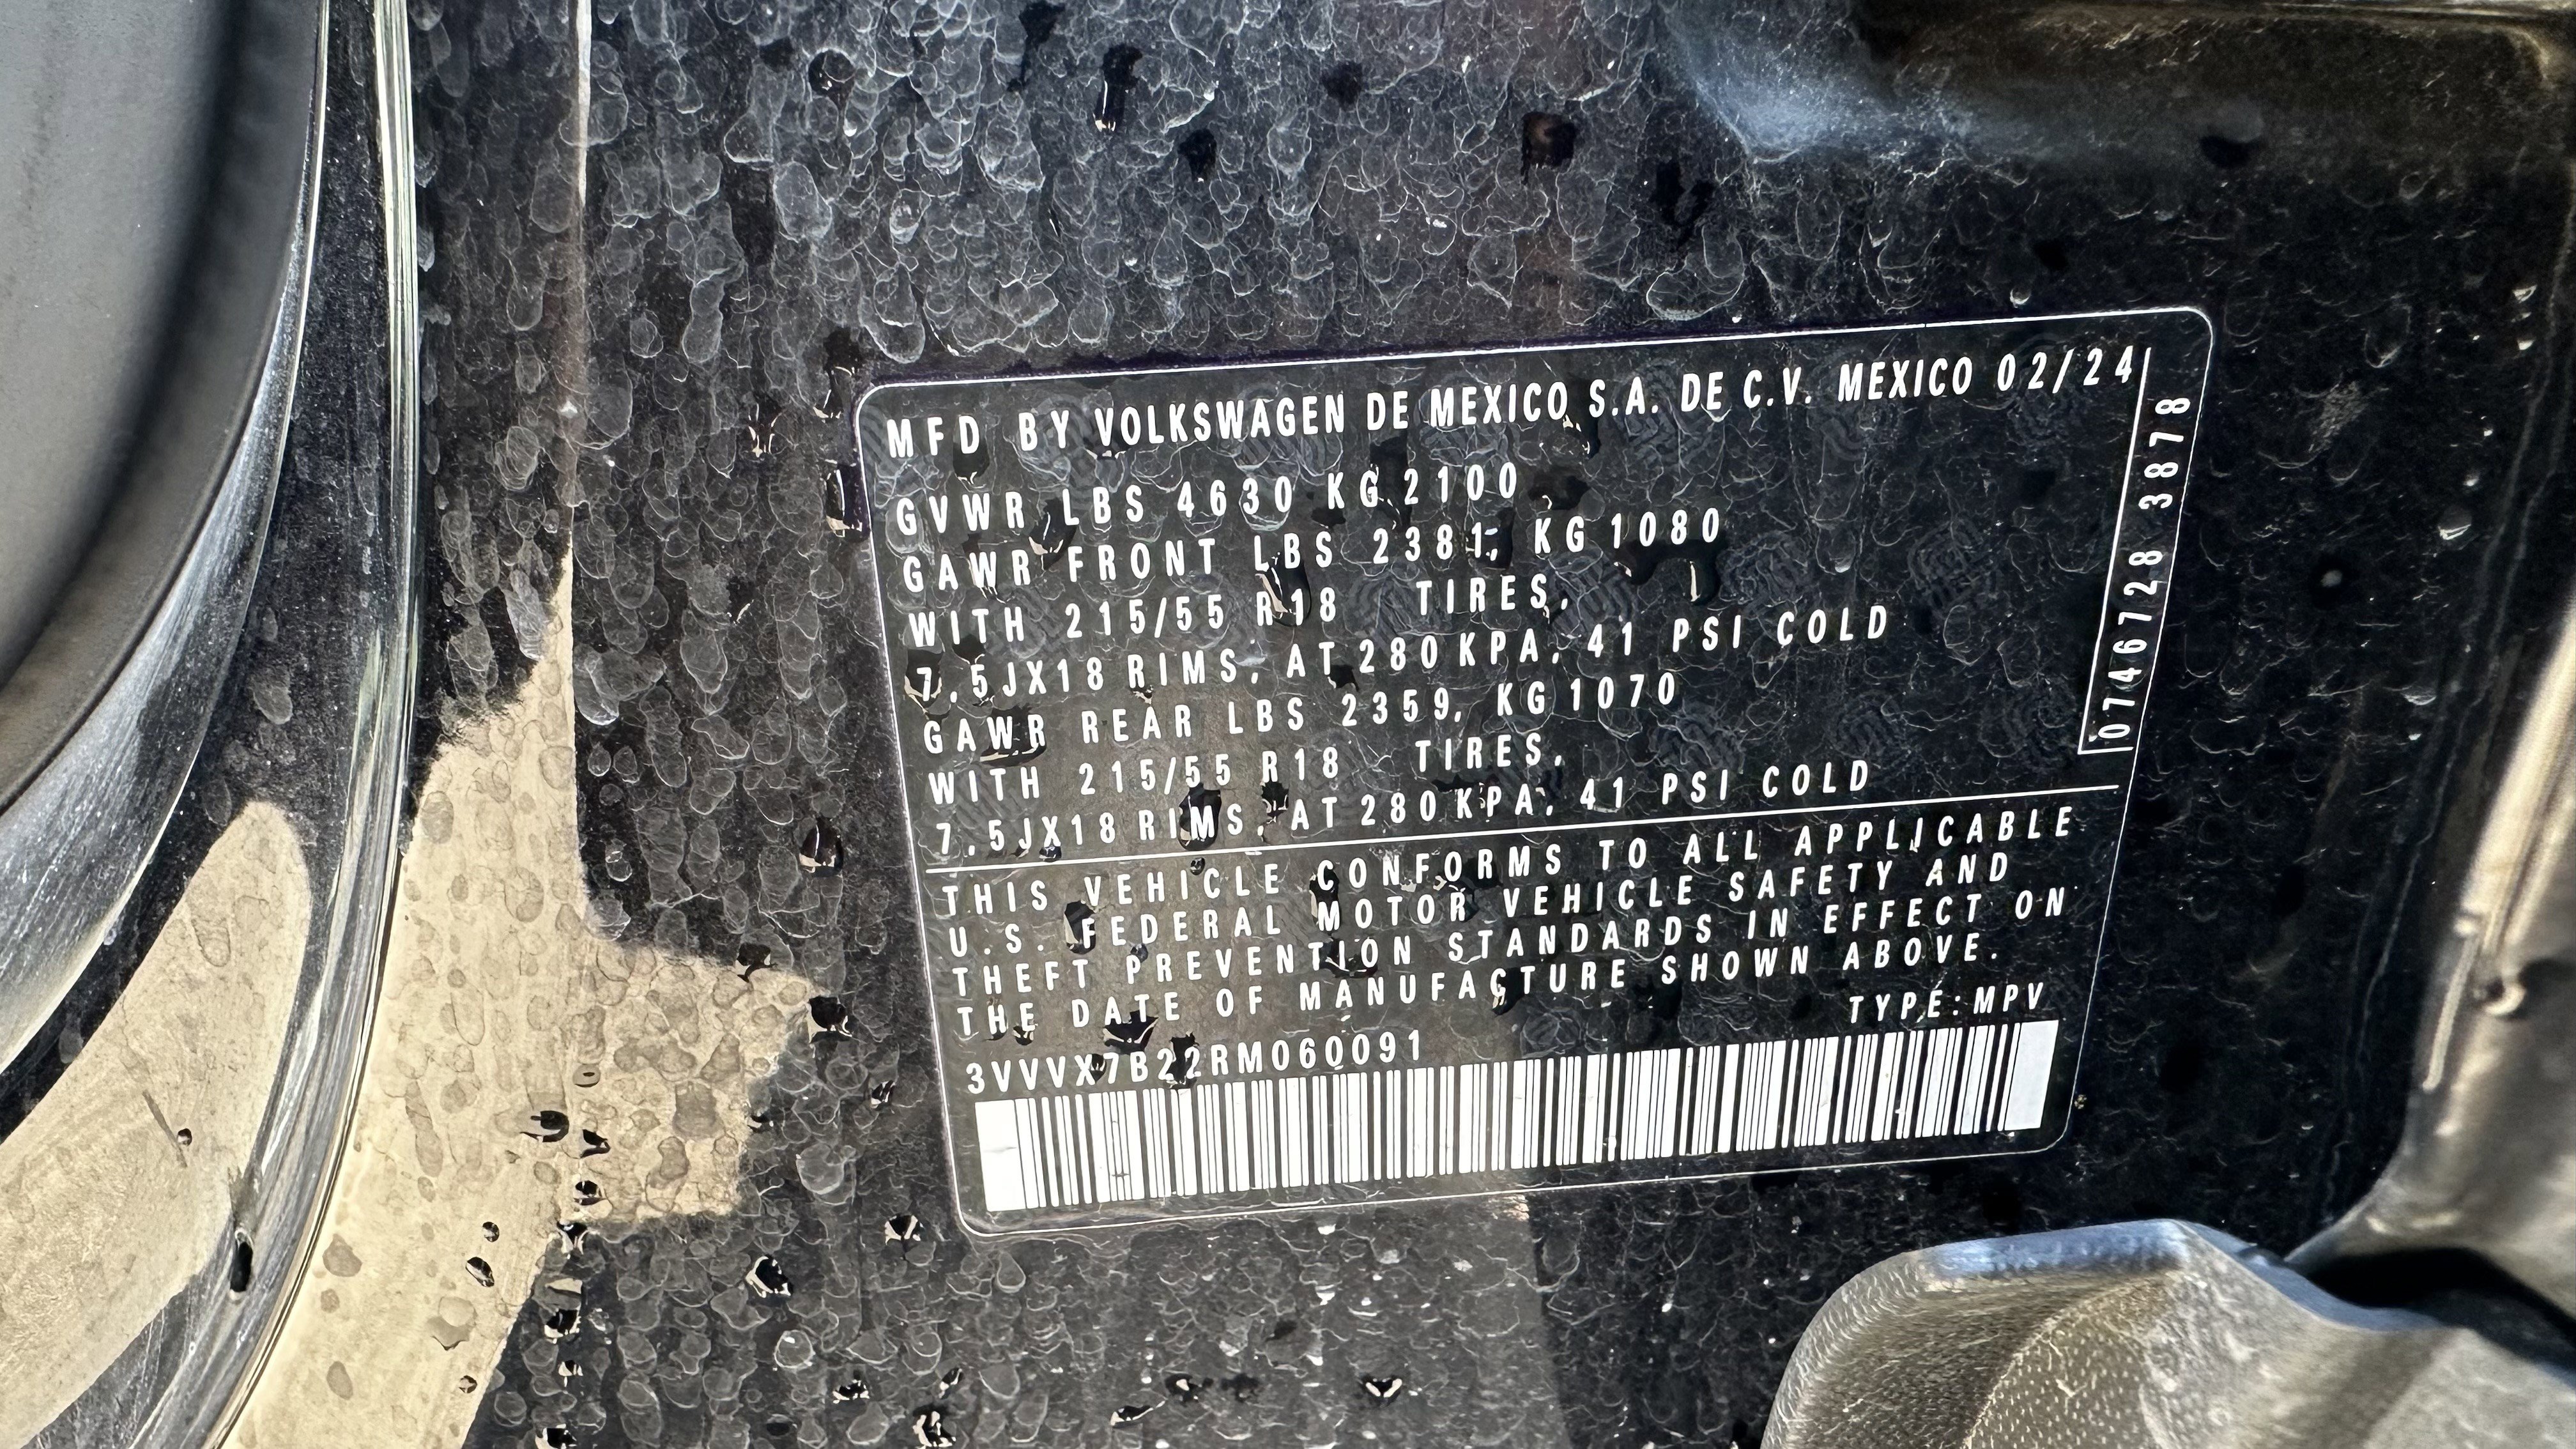 MFD BY VOLKSWAGEN DE MEXICO S.A. DE C.V. MEXICO 02/24
GVWR LBS 4630 KG 2100
GAWR FRONT LBS 2381, KG 1080
WITH 215/55 R18 TIRES,
7,5JX18 RIMS, AT 280 KPA, 41 PSI COLD
GAWR REAR LBS 2359, KG 1070
WITH 215/55 R18 TIRES,
7,5JX18 RIMS, AT 280 KPA, 41 PSI COLD
0746728 3878
THIS VEHICLE CONFORMS TO ALL APPLICABLE
U.S. FEDERAL MOTOR VEHICLE SAFETY AND
THEFT PREVENTION STANDARDS IN EFFECT ON
THE DATE OF MANUFACTURE SHOWN ABOVE.
TYPE: MPV
3VVVX7B22RM060091